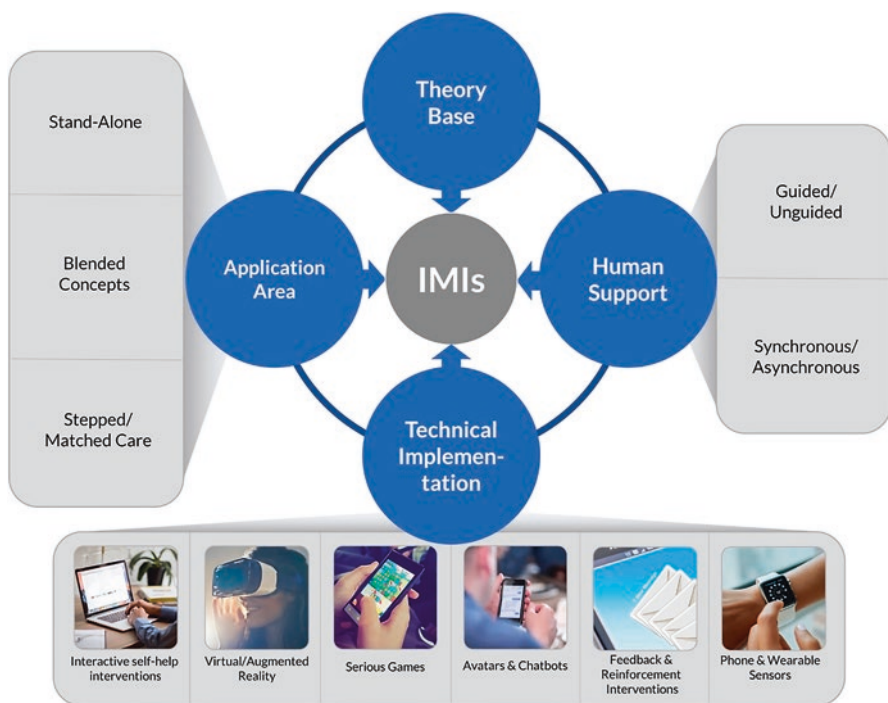 Theory
Base
Stand-Alone
Blended
Concepts
Stepped/
Matched Care
Application
Area
IMIs
Human
Support
Guided/
Unguided
Synchronous/
Asynchronous
Technical
Implemen-
tation
Interactive self-help
interventions
Virtual/Augmented
Reality
Serious Games
Avatars & Chatbots
Feedback &
Reinforcement
Interventions
Phone & Wearable
Sensors